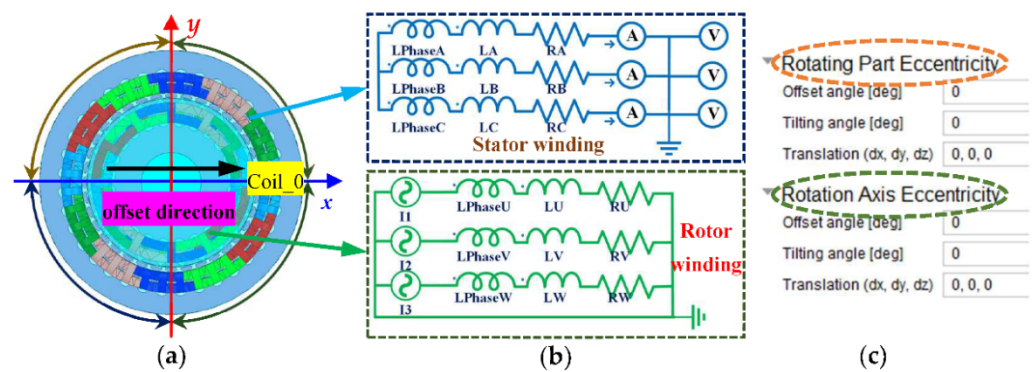 y
Coil_0
x
offset direction
(a)
LPhaseA LA RA A V
LPhaseB LB RB A V
LPhaseC LC RC A V
Stator winding
I1 LPhaseU LU RU
I2 LPhaseV LV RV
I3 LPhaseW LW RW
Rotor
winding
(b)
Rotating Part Eccentricity
Offset angle [deg] 0
Tilting angle [deg] 0
Translation (dx, dy, dz) 0, 0, 0
Rotation Axis Eccentricity
Offset angle [deg] 0
Tilting angle [deg] 0
Translation (dx, dy, dz) 0, 0, 0
(c)